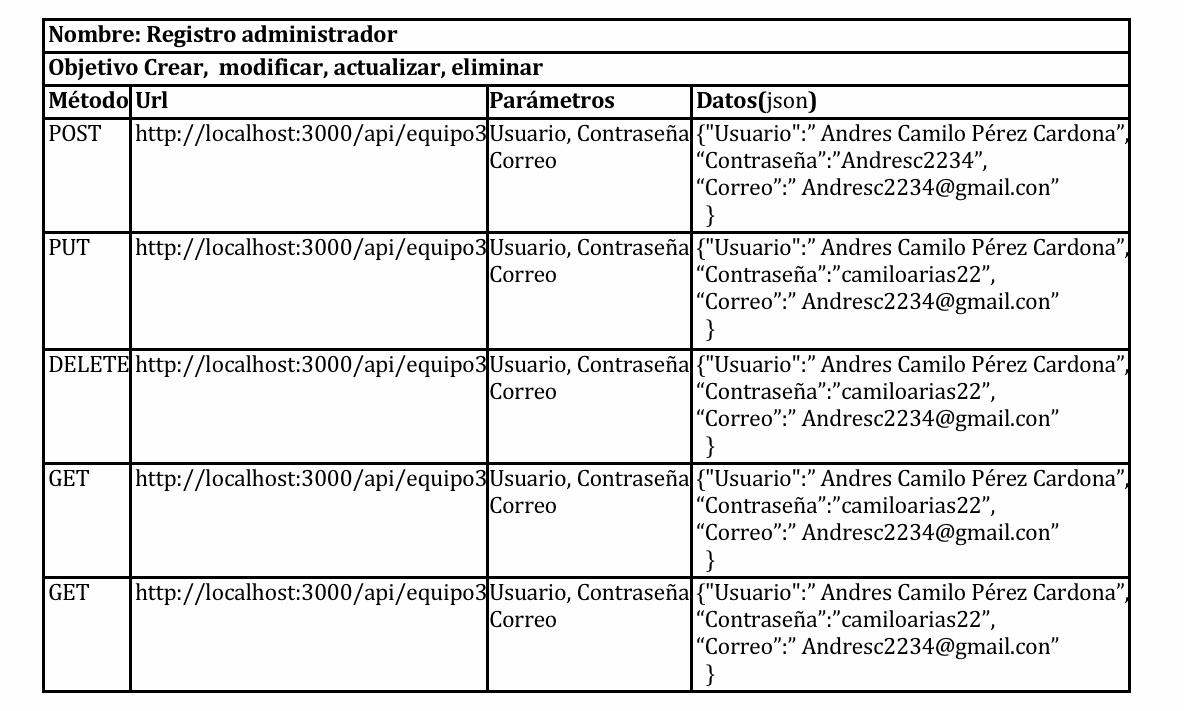 Nombre: Registro administrador
Objetivo Crear,  modificar, actualizar, eliminar
Método Url Parámetros Datos(json)
POST http://localhost:3000/api/equipo3 Usuario, Contraseña {"Usuario":” Andres Camilo Pérez Cardona”,
Correo “Contraseña”:”Andresc2234”,
“Correo”:” Andresc2234@gmail.con”
}
PUT http://localhost:3000/api/equipo3 Usuario, Contraseña {"Usuario":” Andres Camilo Pérez Cardona”,
Correo “Contraseña”:”camiloarias22”,
“Correo”:” Andresc2234@gmail.con”
}
DELETE http://localhost:3000/api/equipo3 Usuario, Contraseña {"Usuario":” Andres Camilo Pérez Cardona”,
Correo “Contraseña”:”camiloarias22”,
“Correo”:” Andresc2234@gmail.con”
}
GET http://localhost:3000/api/equipo3 Usuario, Contraseña {"Usuario":” Andres Camilo Pérez Cardona”,
Correo “Contraseña”:”camiloarias22”,
“Correo”:” Andresc2234@gmail.con”
}
GET http://localhost:3000/api/equipo3 Usuario, Contraseña {"Usuario":” Andres Camilo Pérez Cardona”,
Correo “Contraseña”:”camiloarias22”,
“Correo”:” Andresc2234@gmail.con”
}